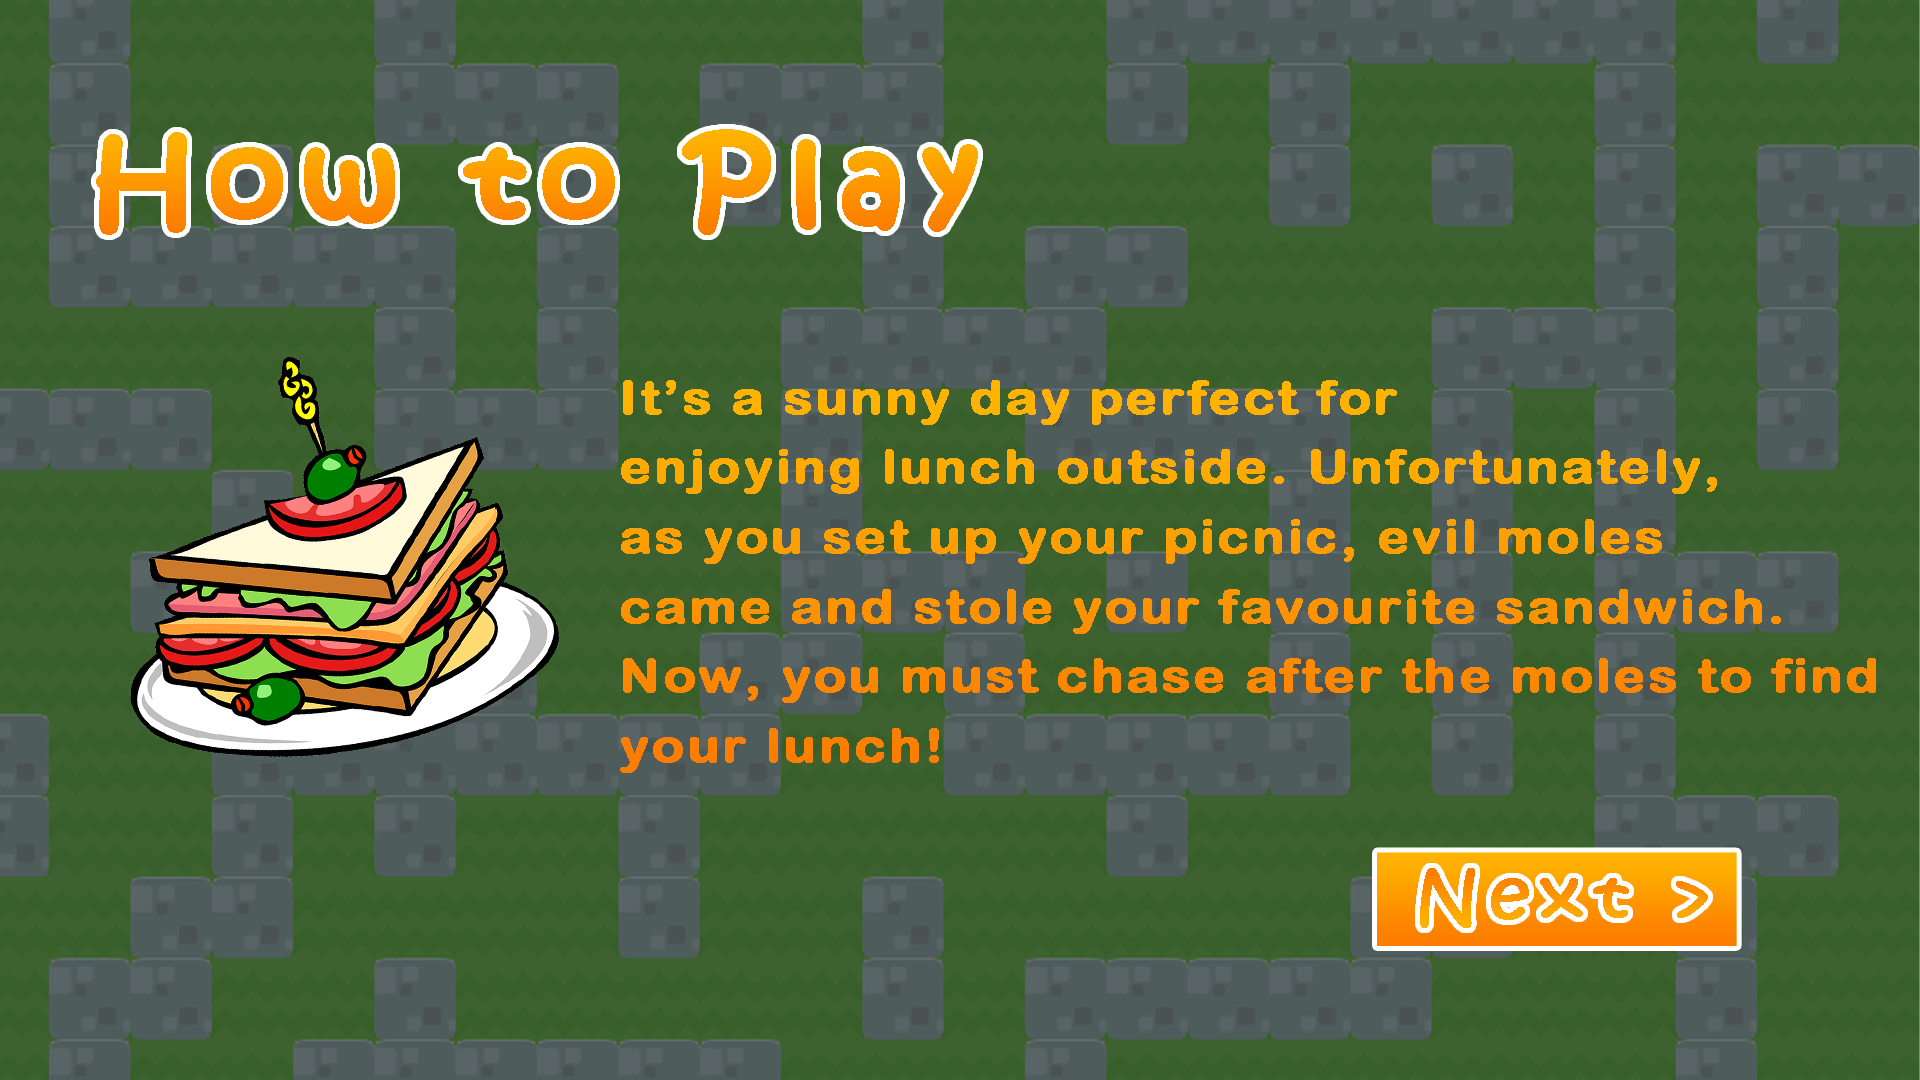 How to Play
It’s a sunny day perfect for
enjoying lunch outside. Unfortunately,
as you set up your picnic, evil moles
came and stole your favourite sandwich.
Now, you must chase after the moles to find
your lunch!
Next >